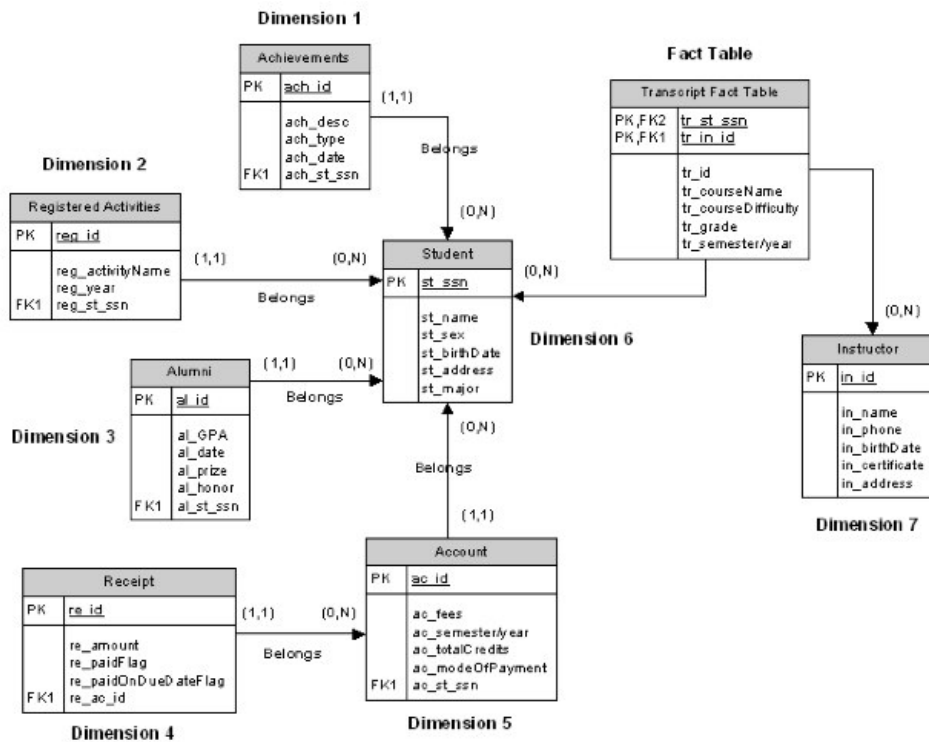 Dimension 1
Achievements
PK ach_id
ach_desc
ach_type
ach_date
FK1 ach_st_ssn
(1,1)
Belongs
(0,N)
Fact Table
Transcript Fact Table
PK,FK2 tr_st_ssn
PK,FK1 tr_in_id
tr_id
tr_courseName
tr_courseDifficulty
tr_grade
tr_semester/year
Dimension 2
Registered Activities
PK reg_id
reg_activityName
reg_year
FK1 reg_st_ssn
(1,1)
(0,N)
Belongs
Student
PK st_ssn
st_name
st_sex
st_birthDate
st_address
st_major
(0,N)
Dimension 6
(0,N)
Instructor
PK in_id
in_name
in_phone
in_birthDate
in_certificate
in_address
Dimension 7
Alumni
PK al_id
al_GPA
al_date
al_prize
al_honor
FK1 al_st_ssn
Dimension 3
(1,1)
(0,N)
Belongs
(0,N)
Belongs
(1,1)
Receipt
PK re_id
re_amount
re_paidFlag
re_paidOnDueDateFlag
FK1 re_ac_id
Dimension 4
(1,1)
(0,N)
Belongs
Account
PK ac_id
ac_fees
ac_semester/year
ac_totalCredits
ac_modeOfPayment
FK1 ac_st_ssn
Dimension 5